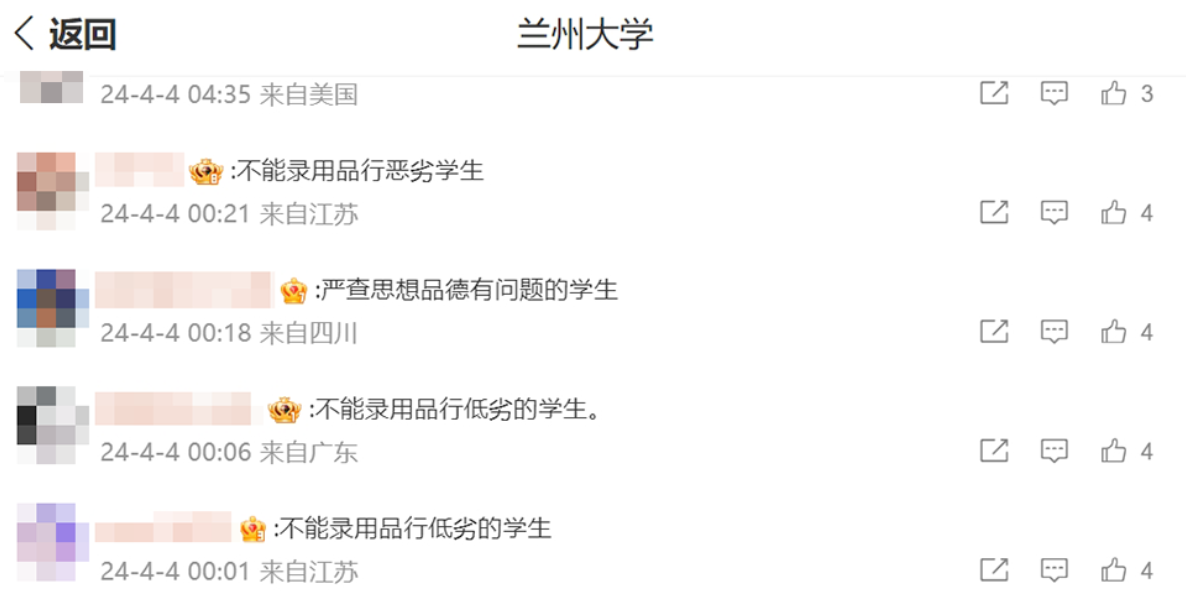 返回
兰州大学
24-4-4 04:35 来自美国
3
:不能录用品行恶劣学生
24-4-4 00:21 来自江苏
4
:严查思想品德有问题的学生
24-4-4 00:18 来自四川
4
:不能录用品行低劣的学生。
24-4-4 00:06 来自广东
4
:不能录用品行低劣的学生
24-4-4 00:01 来自江苏
4